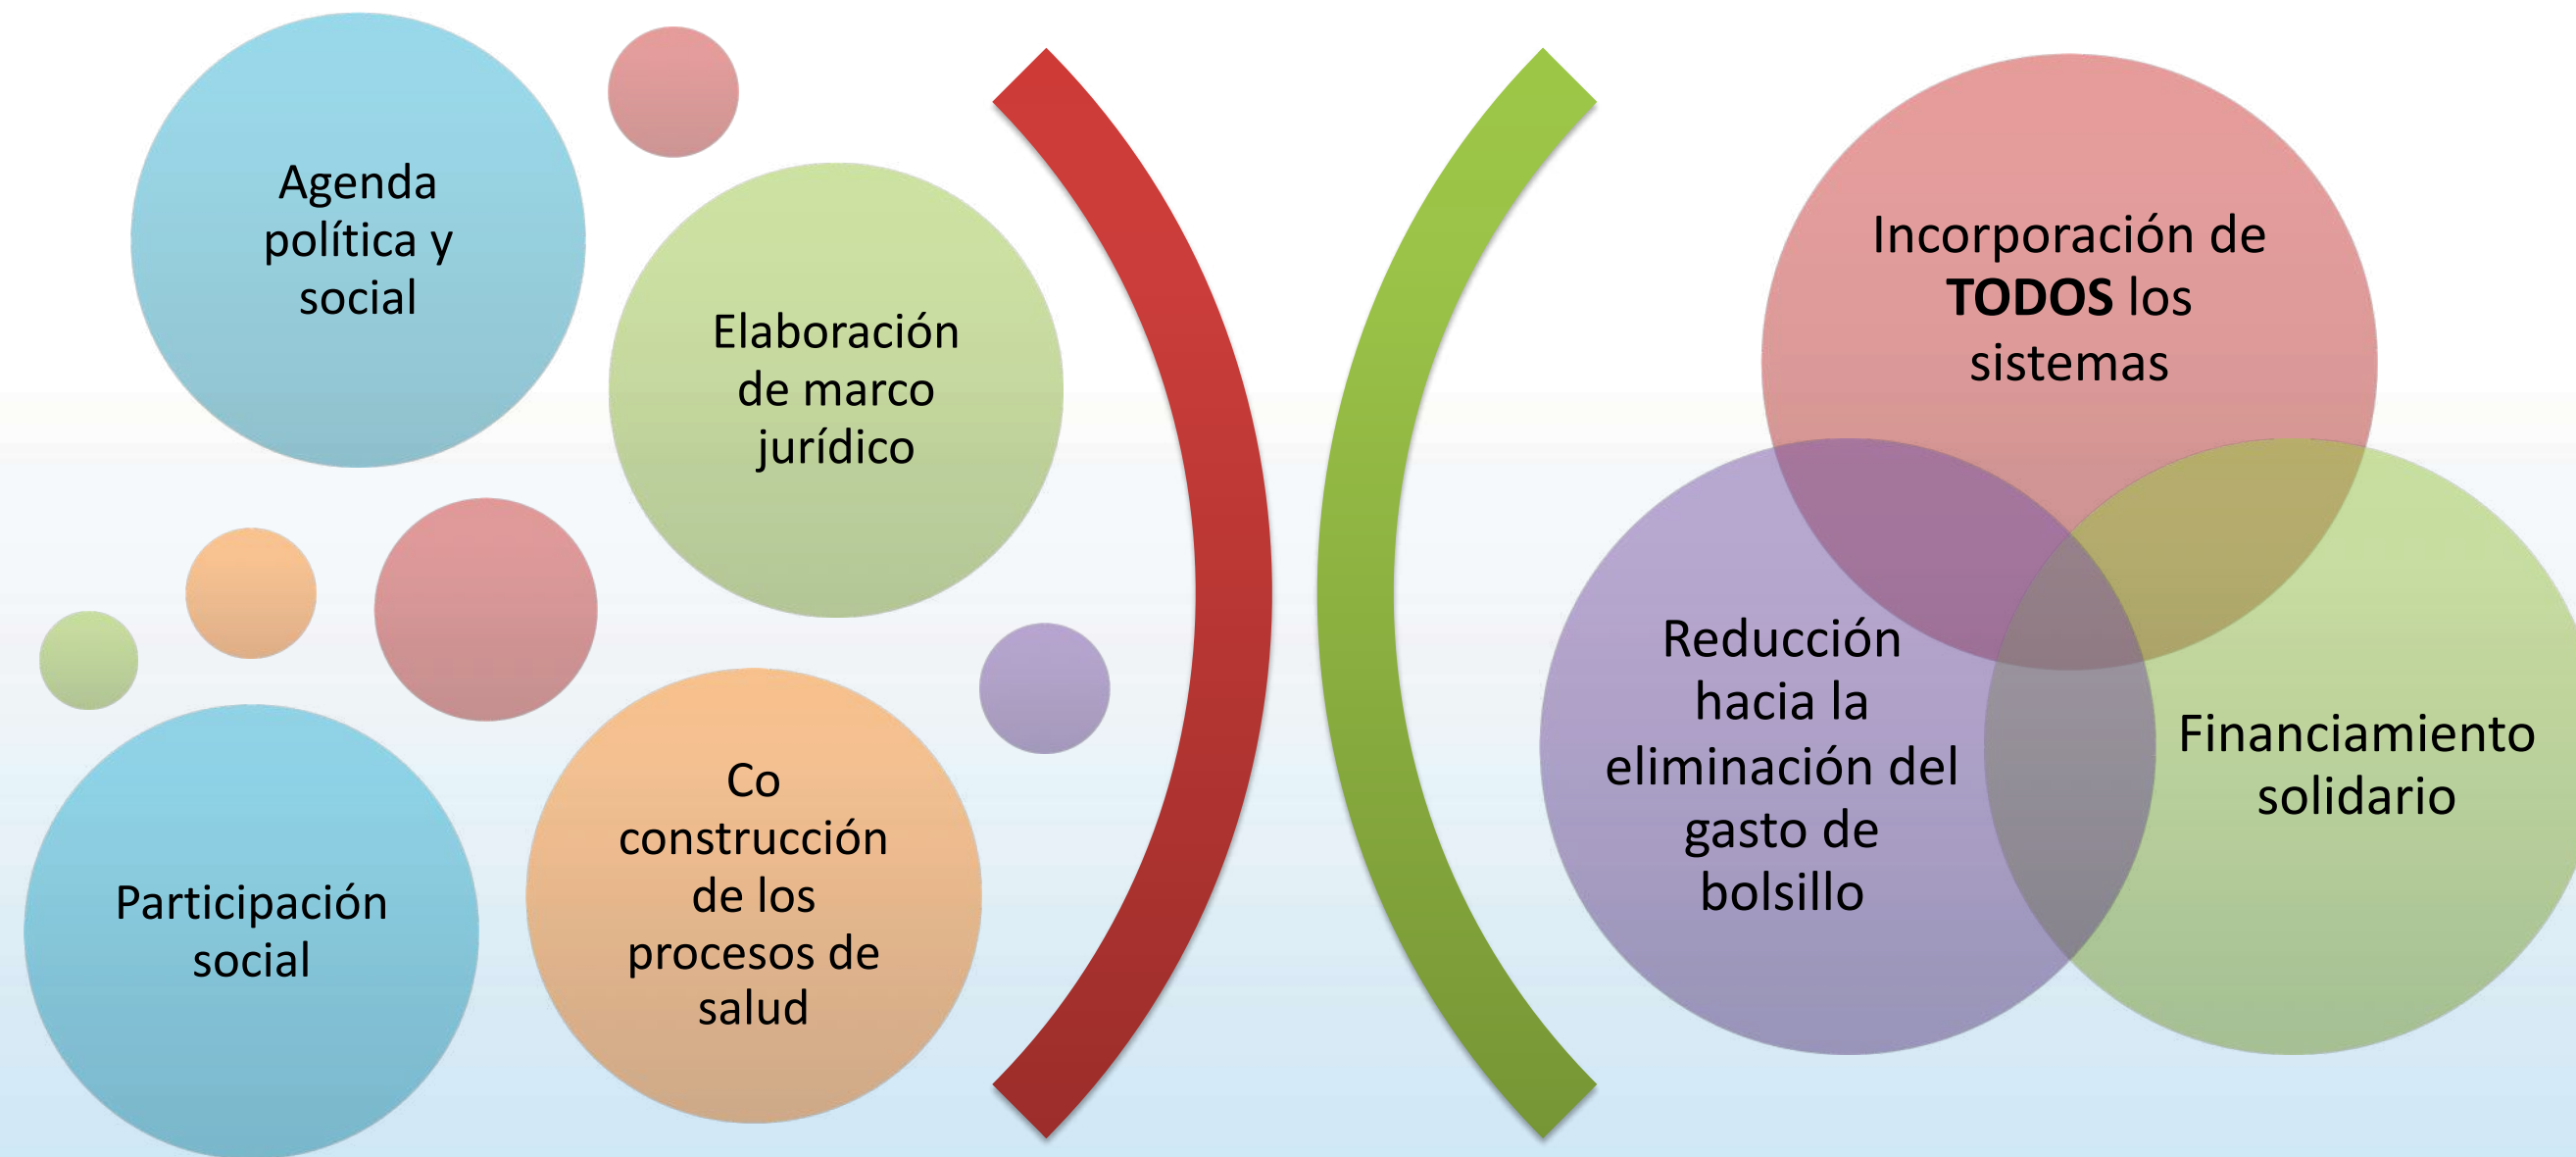 Agenda
política y
social
Elaboración
de marco
jurídico
Participación
social
Co
construcción
de los
procesos de
salud
Incorporación de
TODOS los
sistemas
Reducción
hacia la
eliminación del
gasto de
bolsillo
Financiamiento
solidario